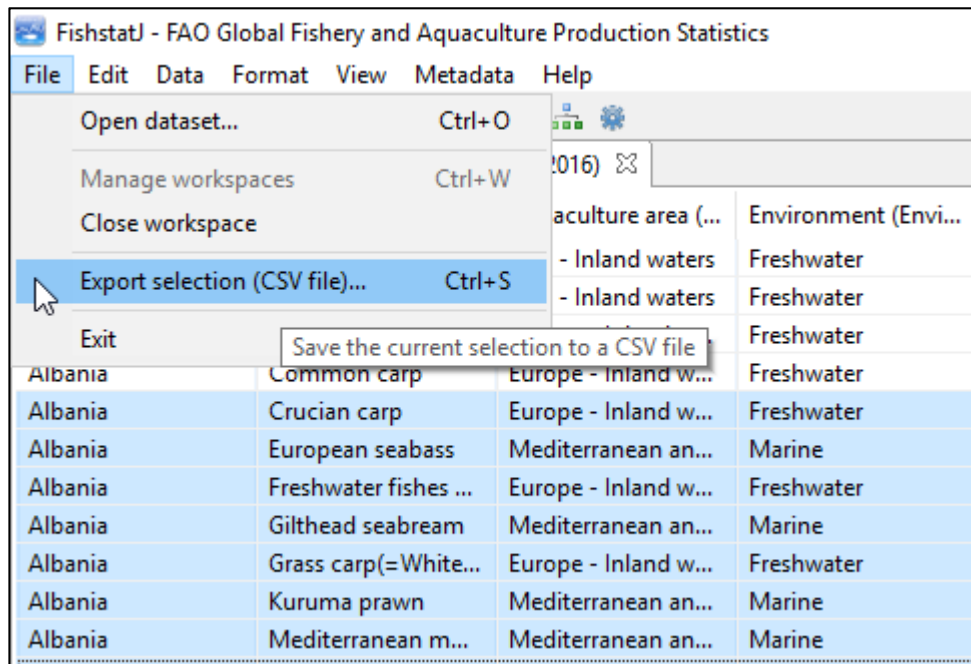 FishstatJ - FAO Global Fishery and Aquaculture Production Statistics
File Edit Data Format View Metadata Help
Open dataset... Ctrl+O
Manage workspaces Ctrl+W
Close workspace
Export selection (CSV file)... Ctrl+S
Exit
Save the current selection to a CSV file
2016)
aculture area (... Environment (Envi...
- Inland waters Freshwater
- Inland waters Freshwater
Freshwater
Albania Common carp Europe - Inland w... Freshwater
Albania Crucian carp Europe - Inland w... Freshwater
Albania European seabass Mediterranean an... Marine
Albania Freshwater fishes ... Europe - Inland w... Freshwater
Albania Gilthead seabream Mediterranean an... Marine
Albania Grass carp(=White... Europe - Inland w... Freshwater
Albania Kuruma prawn Mediterranean an... Marine
Albania Mediterranean m... Mediterranean an... Marine